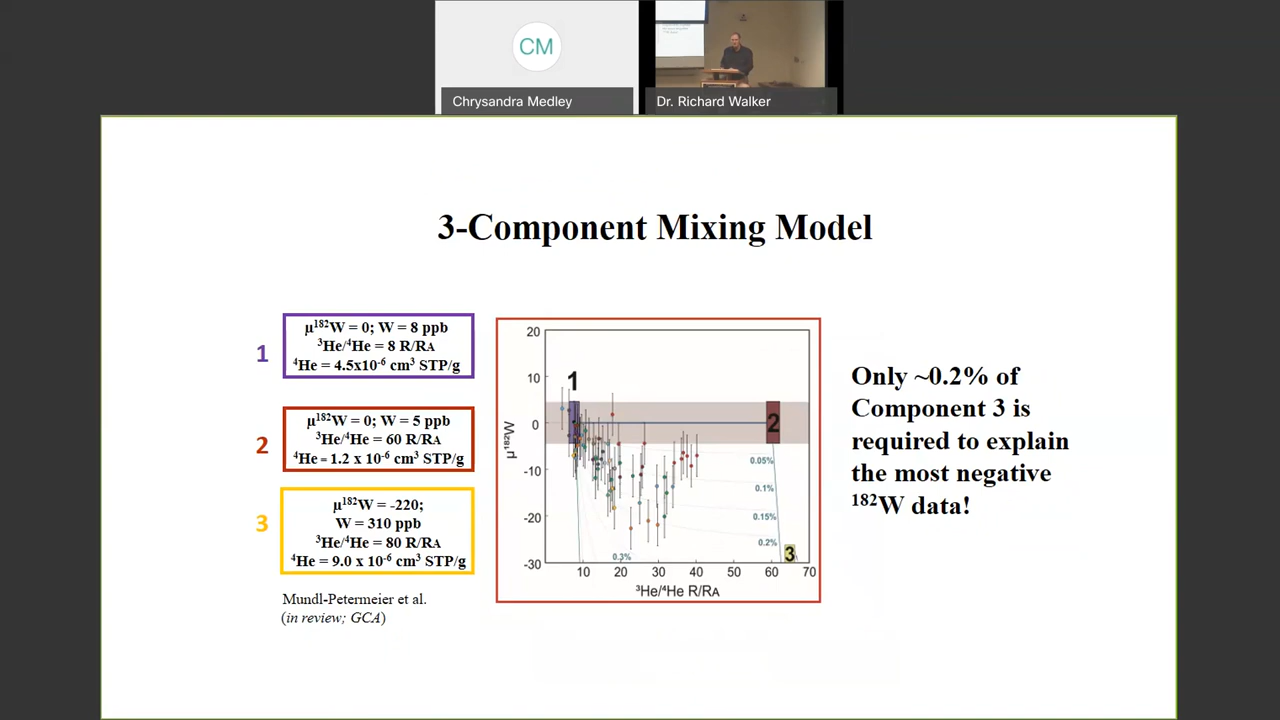 CM
Chrysandra Medley
Dr. Richard Walker
3-Component Mixing Model
1
µ¹⁸²W = 0; W = 8 ppb
³He/⁴He = 8 R/RA
⁴He = 4.5x10⁻⁶ cm³ STP/g
2
µ¹⁸²W = 0; W = 5 ppb
³He/⁴He = 60 R/RA
⁴He = 1.2 x 10⁻⁶ cm³ STP/g
3
µ¹⁸²W = -220;
W = 310 ppb
³He/⁴He = 80 R/RA
⁴He = 9.0 x 10⁻⁶ cm³ STP/g
Mundl-Petermeier et al.
(in review; GCA)
µ¹⁸²W
20
10
0
-10
-20
-30
1
2
3
0.05%
0.1%
0.15%
0.2%
0.3%
10 20 30 40 50 60 70
³He/⁴He R/RA
Only ~0.2% of
Component 3 is
required to explain
the most negative
¹⁸²W data!